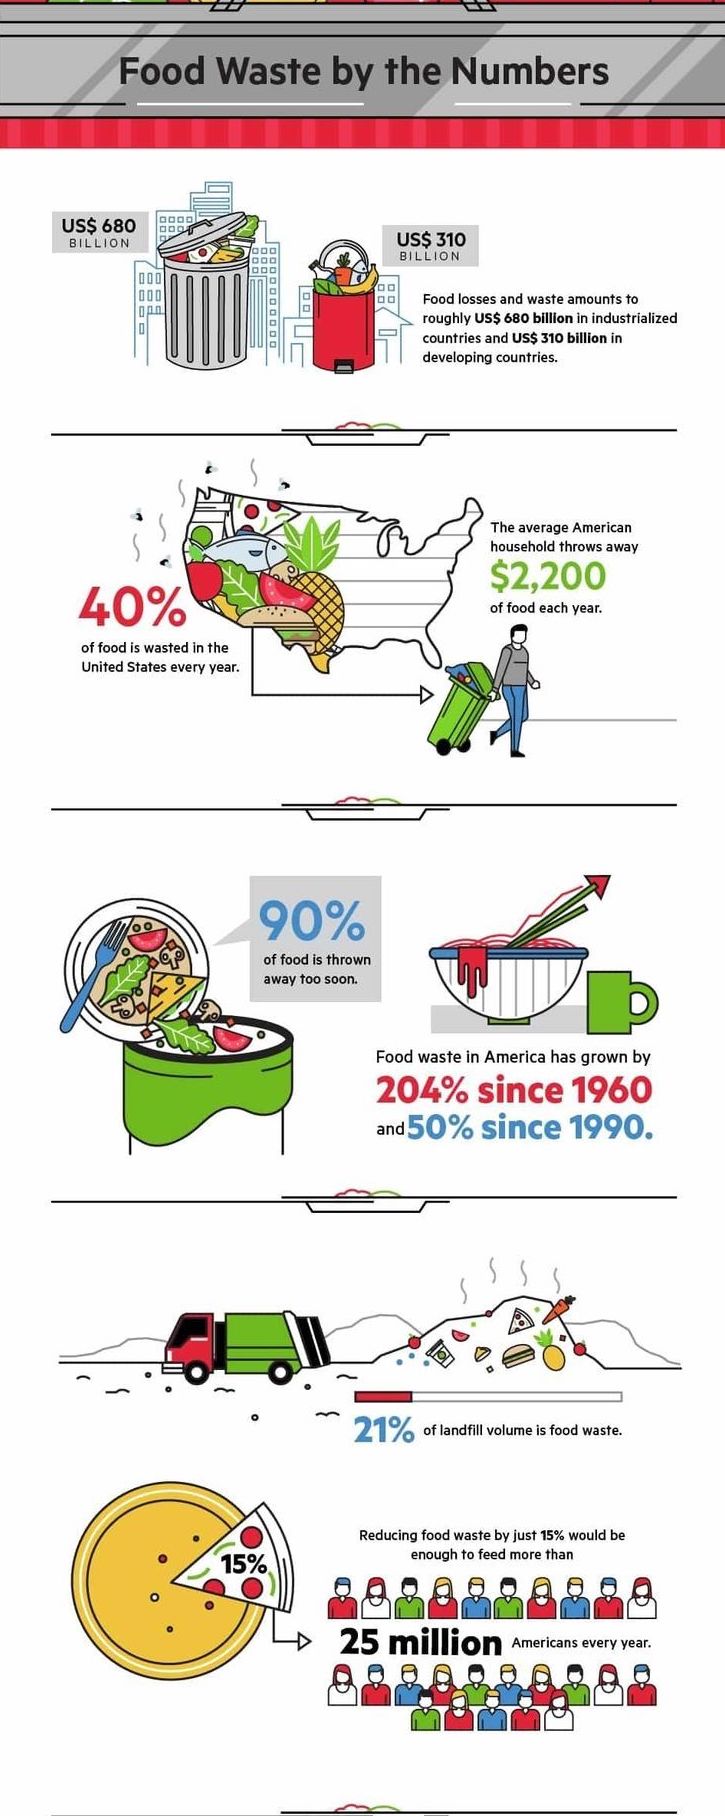 Food Waste by the Numbers
US$ 680
BILLION
US$ 310
BILLION
Food losses and waste amounts to
roughly US$ 680 billion in industrialized
countries and US$ 310 billion in
developing countries.
40%
of food is wasted in the
United States every year.
The average American
household throws away
$2,200
of food each year.
90%
of food is thrown
away too soon.
Food waste in America has grown by
204% since 1960
and 50% since 1990.
21% of landfill volume is food waste.
15%
Reducing food waste by just 15% would be
enough to feed more than
25 million Americans every year.